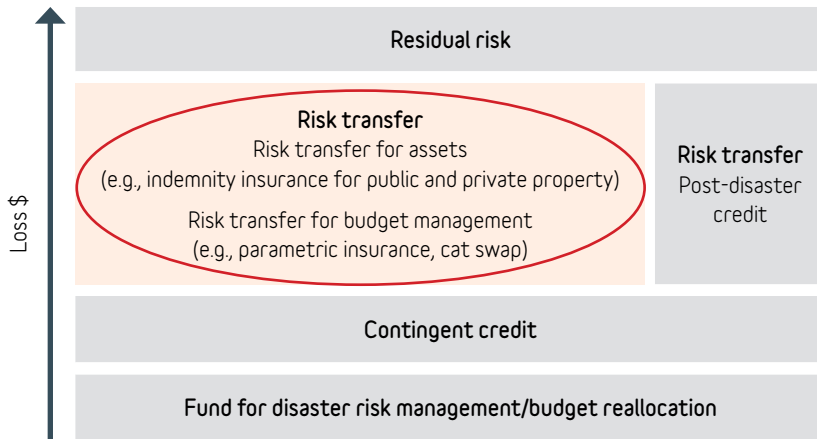 Residual risk
Loss $
Risk transfer
Risk transfer for assets
(e.g., indemnity insurance for public and private property)
Risk transfer for budget management
(e.g., parametric insurance, cat swap)
Risk transfer
Post-disaster
credit
Contingent credit
Fund for disaster risk management/budget reallocation